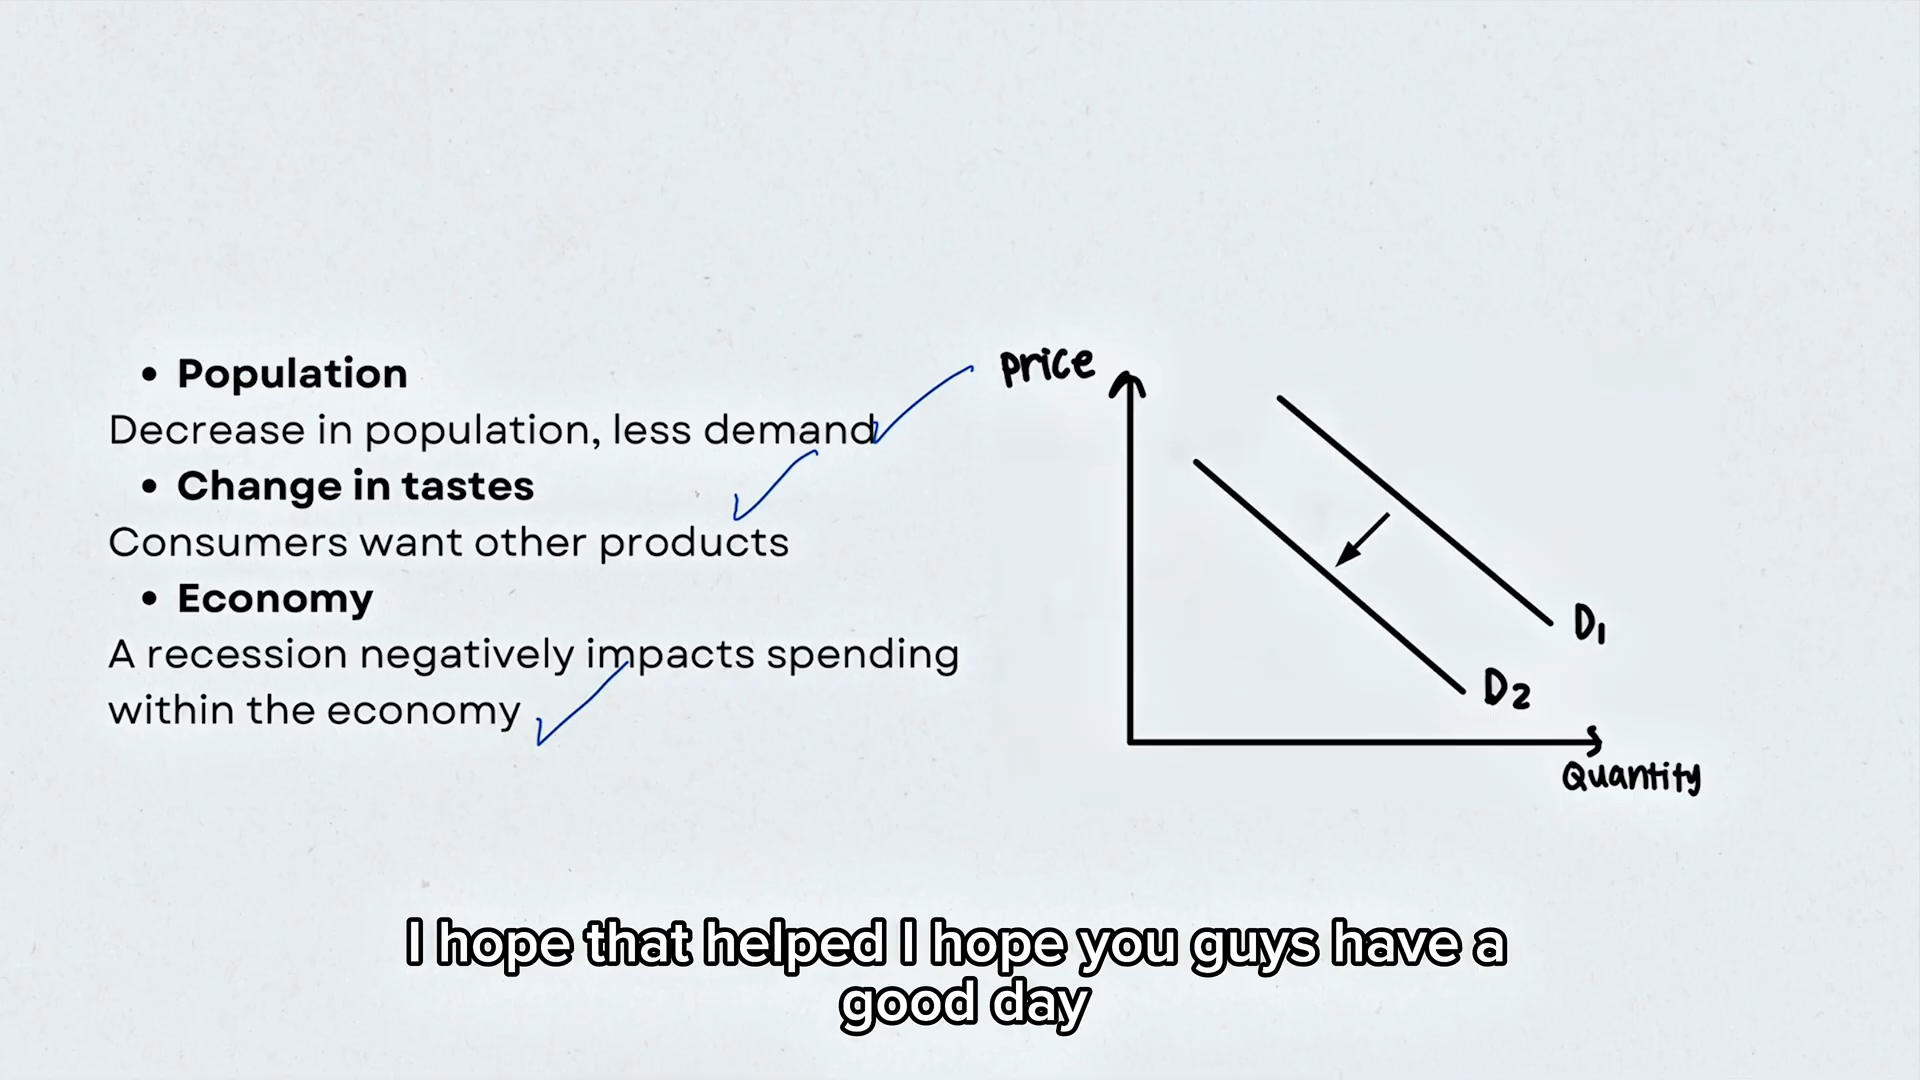 • Population
Decrease in population, less demand
• Change in tastes
Consumers want other products
• Economy
A recession negatively impacts spending
within the economy
price
D1
D2
Quantity
I hope that helped I hope you guys have a
good day